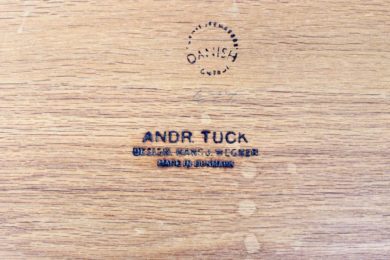 DANISH
ANDR. TUCK
DESIGN. HANS J. WEGNER
MADE IN DENMARK